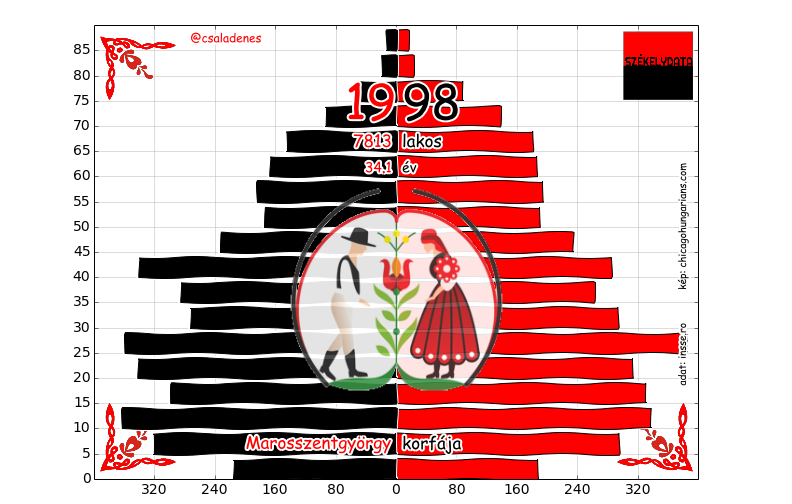 @csaladenes
SZÉKELYDATA
1998
7813 lakos
34.1 év
Marosszentgyörgy korfája
kép: chicagohungarians.com
adat: insse.ro
85
80
75
70
65
60
55
50
45
40
35
30
25
20
15
10
5
0
320 240 160 80 0 80 160 240 320